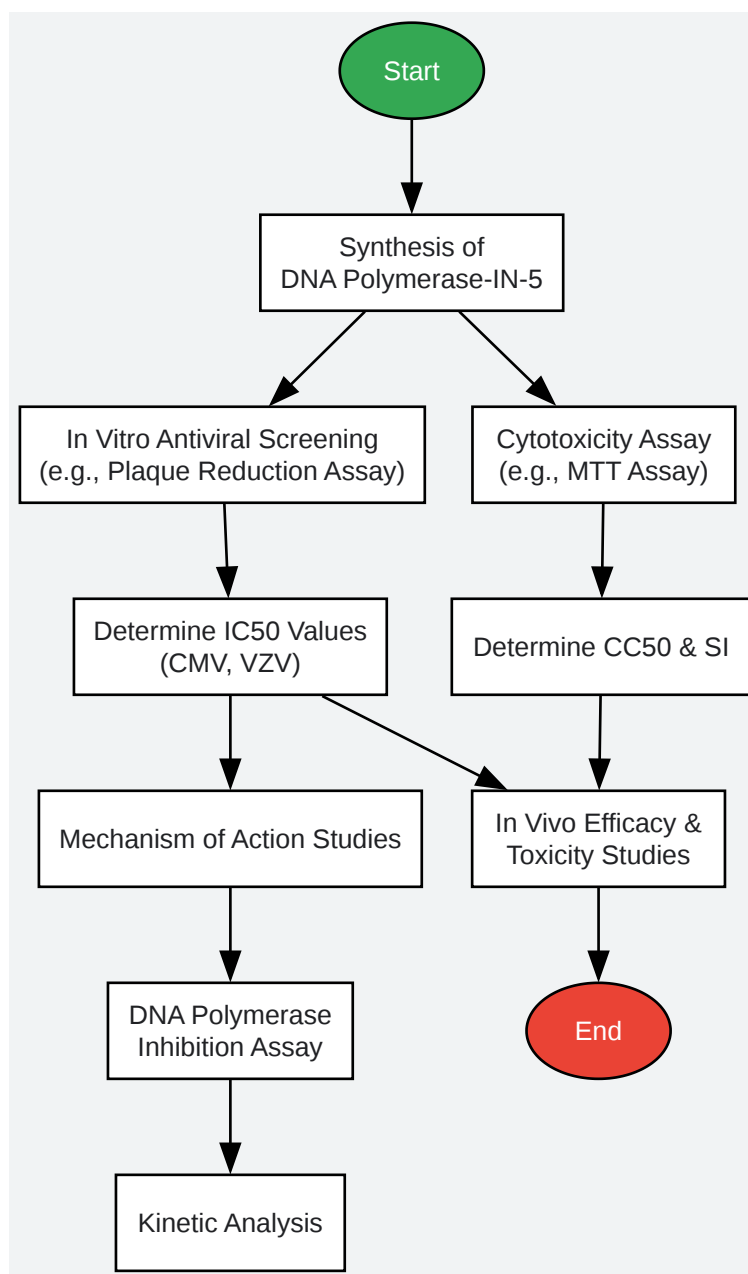 Start
Synthesis of
DNA Polymerase-IN-5
In Vitro Antiviral Screening
(e.g., Plaque Reduction Assay)
Cytotoxicity Assay
(e.g., MTT Assay)
Determine IC50 Values
(CMV, VZV)
Determine CC50 & SI
Mechanism of Action Studies
In Vivo Efficacy &
Toxicity Studies
DNA Polymerase
Inhibition Assay
End
Kinetic Analysis